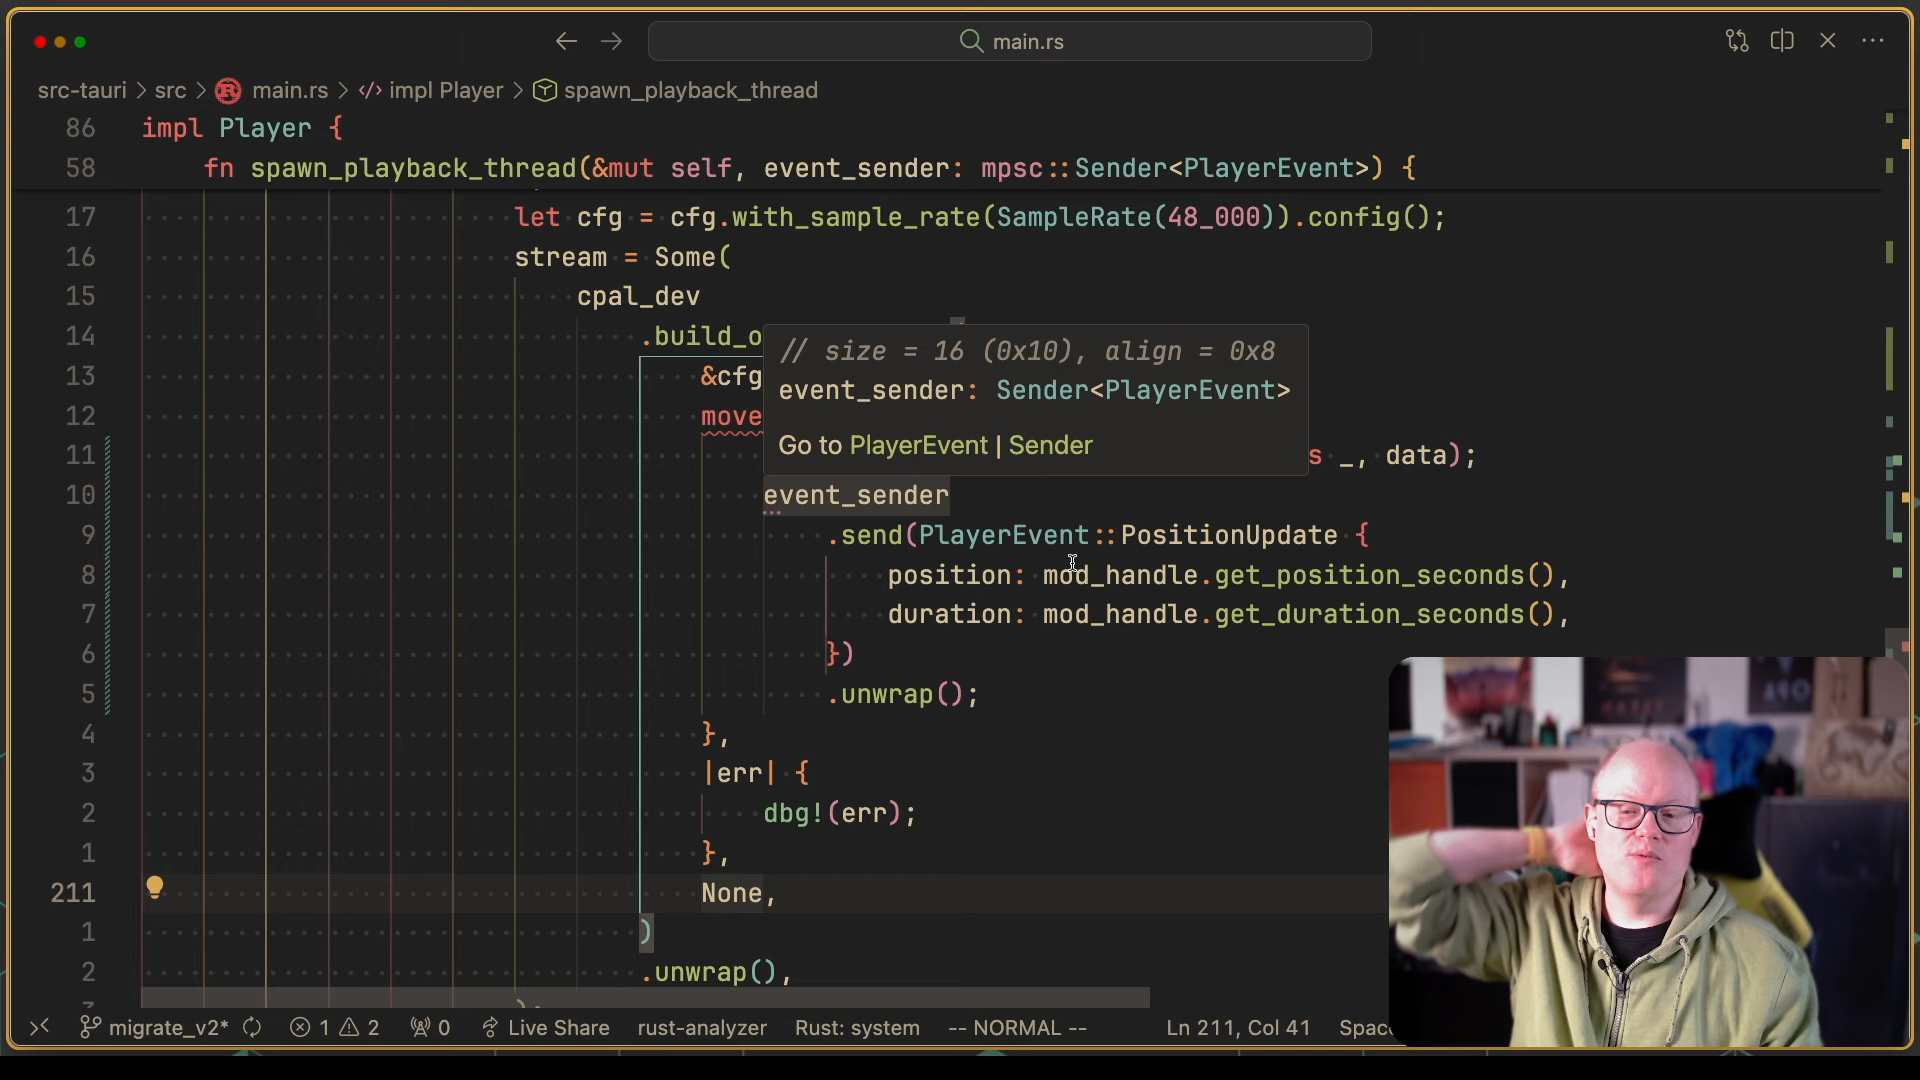 main.rs
src-tauri > src > main.rs > impl Player > spawn_playback_thread
86 impl Player {
58 fn spawn_playback_thread(&mut self, event_sender: mpsc::Sender<PlayerEvent>) {
17 let cfg = cfg.with_sample_rate(SampleRate(48_000)).config();
16 stream = Some(
15 cpal_dev
14 .build_o
// size = 16 (0x10), align = 0x8
13 &cfg
event_sender: Sender<PlayerEvent>
12 move
Go to PlayerEvent | Sender
11 s _, data);
10 event_sender
9 .send(PlayerEvent::PositionUpdate {
8 position: mod_handle.get_position_seconds(),
7 duration: mod_handle.get_duration_seconds(),
6 })
5 .unwrap();
4 },
3 |err| {
2 dbg!(err);
1 },
211 None,
1 )
2 .unwrap(),
migrate_v2* 1 2 0 Live Share rust-analyzer Rust: system -- NORMAL -- Ln 211, Col 41 Spac